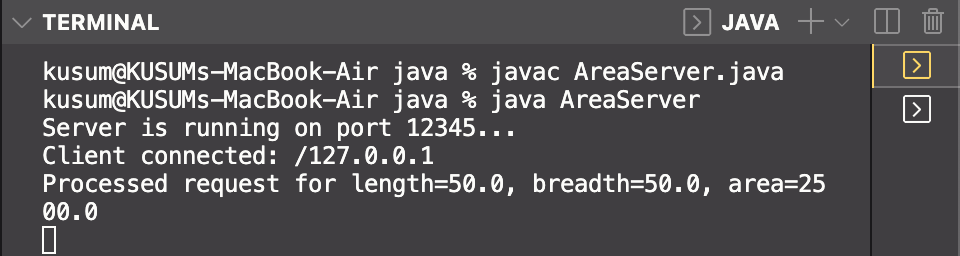 TERMINAL
JAVA
kusum@KUSUMs-MacBook-Air java % javac AreaServer.java
kusum@KUSUMs-MacBook-Air java % java AreaServer
Server is running on port 12345...
Client connected: /127.0.0.1
Processed request for length=50.0, breadth=50.0, area=25
00.0